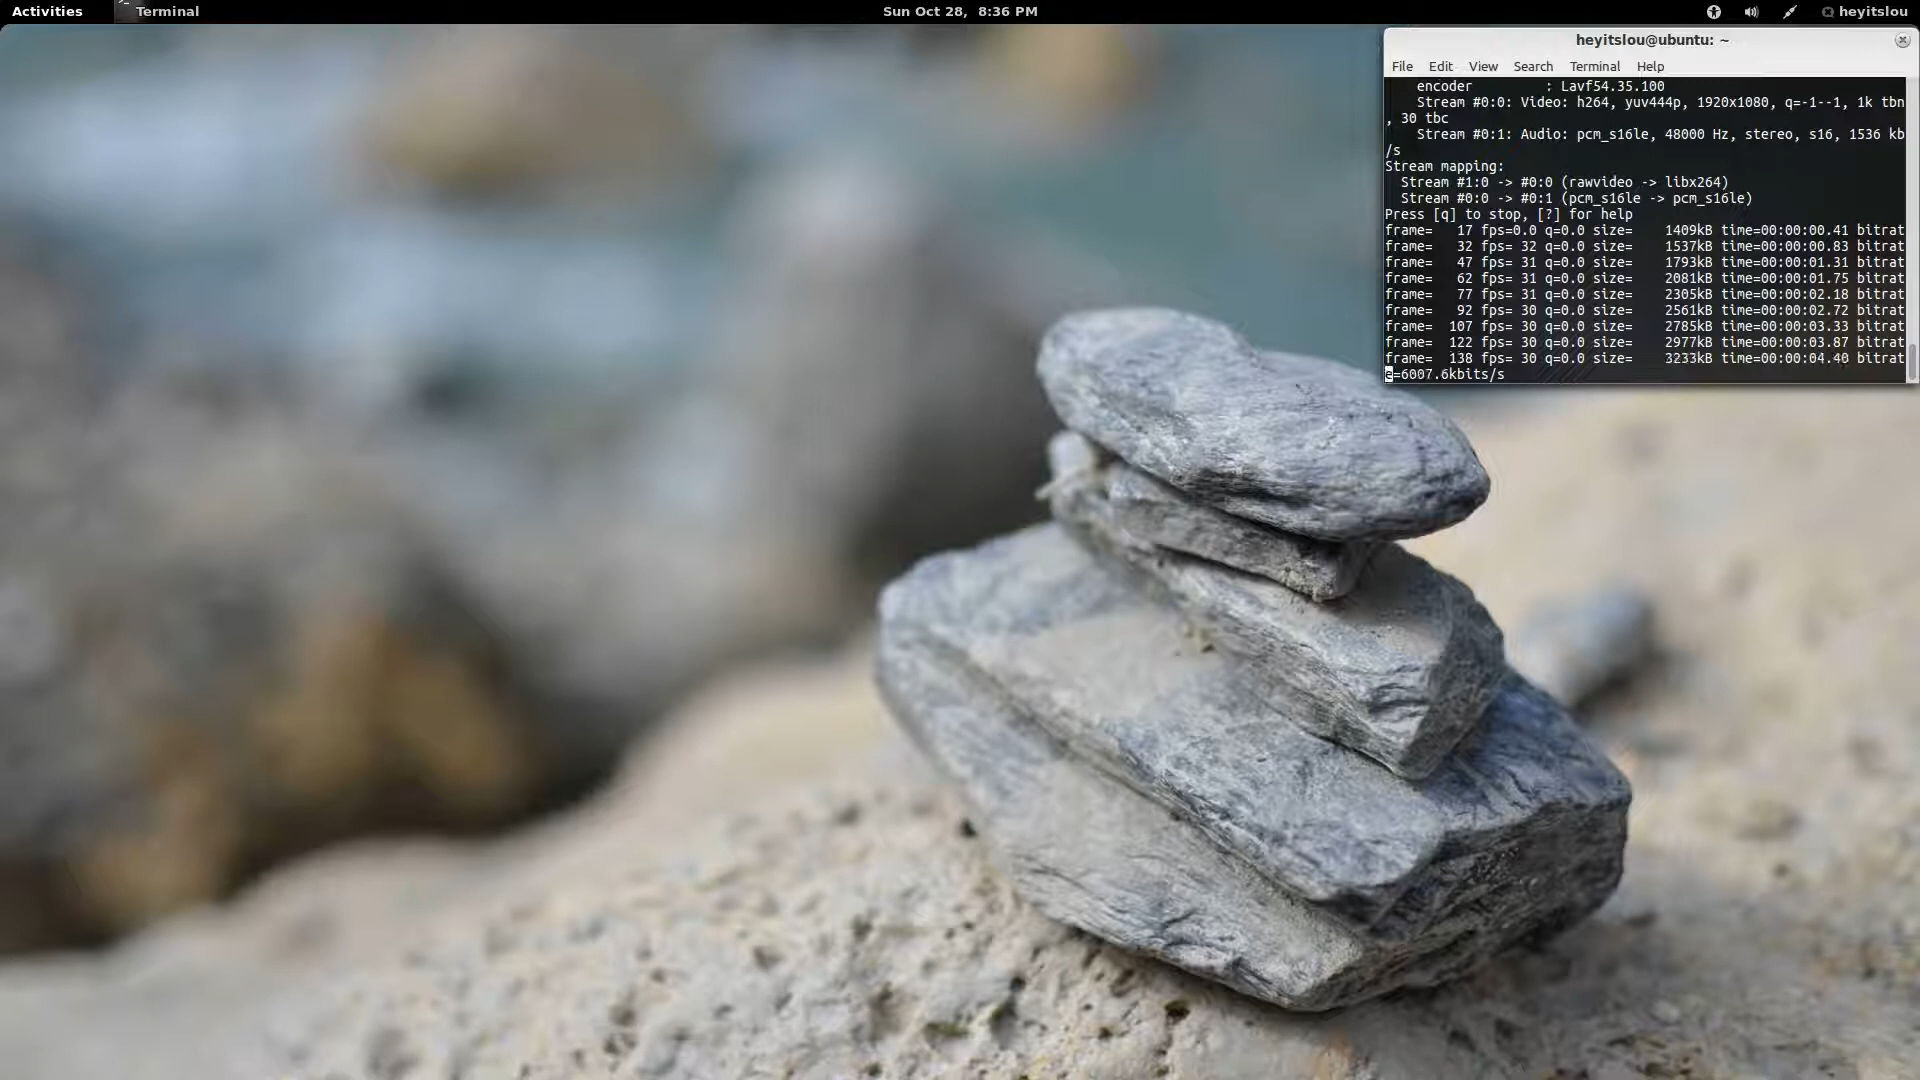 Activities Terminal Sun Oct 28, 8:36 PM heyitslou
heyitslou@ubuntu: ~
File Edit View Search Terminal Help
encoder : Lavf54.35.100
Stream #0:0: Video: h264, yuv444p, 1920x1080, q=-1--1, 1k tbn
, 30 tbc
Stream #0:1: Audio: pcm_s16le, 48000 Hz, stereo, s16, 1536 kb
/s
Stream mapping:
Stream #1:0 -> #0:0 (rawvideo -> libx264)
Stream #0:0 -> #0:1 (pcm_s16le -> pcm_s16le)
Press [q] to stop, [?] for help
frame= 17 fps=0.0 q=0.0 size= 1409kB time=00:00:00.41 bitrat
frame= 32 fps= 32 q=0.0 size= 1537kB time=00:00:00.83 bitrat
frame= 47 fps= 31 q=0.0 size= 1793kB time=00:00:01.31 bitrat
frame= 62 fps= 31 q=0.0 size= 2081kB time=00:00:01.75 bitrat
frame= 77 fps= 31 q=0.0 size= 2305kB time=00:00:02.18 bitrat
frame= 92 fps= 30 q=0.0 size= 2561kB time=00:00:02.72 bitrat
frame= 107 fps= 30 q=0.0 size= 2785kB time=00:00:03.33 bitrat
frame= 122 fps= 30 q=0.0 size= 2977kB time=00:00:03.87 bitrat
frame= 138 fps= 30 q=0.0 size= 3233kB time=00:00:04.40 bitrat
e=6007.6kbits/s